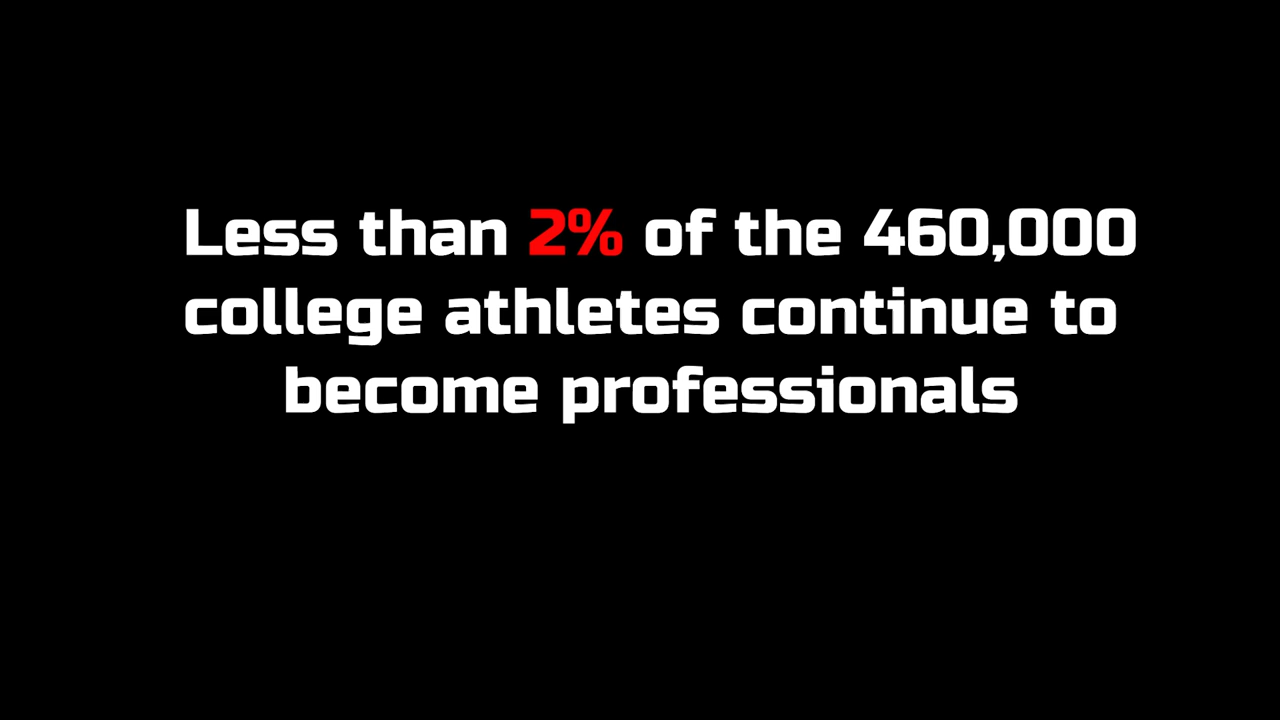 Less than 2% of the 460,000
college athletes continue to
become professionals